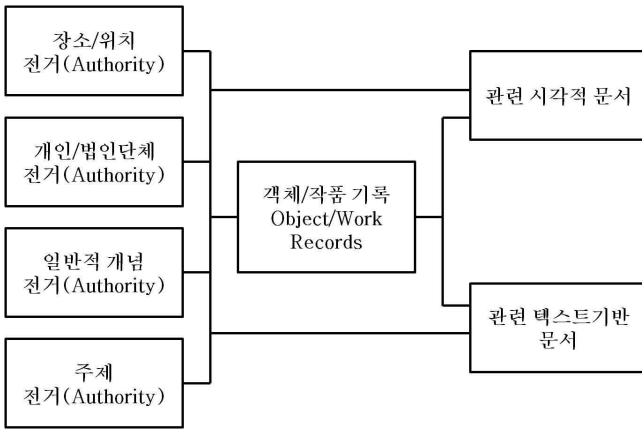 장소/위치
전거(Authority)
개인/법인단체
전거(Authority)
일반적 개념
전거(Authority)
주제
전거(Authority)
객체/작품 기록
Object/Work
Records
관련 시각적 문서
관련 텍스트기반
문서